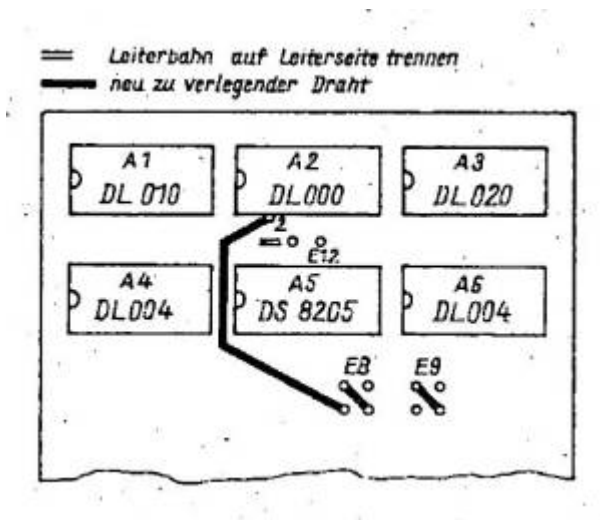 Leiterbahn auf Leiterseite trennen
neu zu verlegender Draht
A1
DL 010
A2
DL000
A3
DL020
2
E12
A4
DL004
A5
DS 8205
A6
DL004
E8
E9